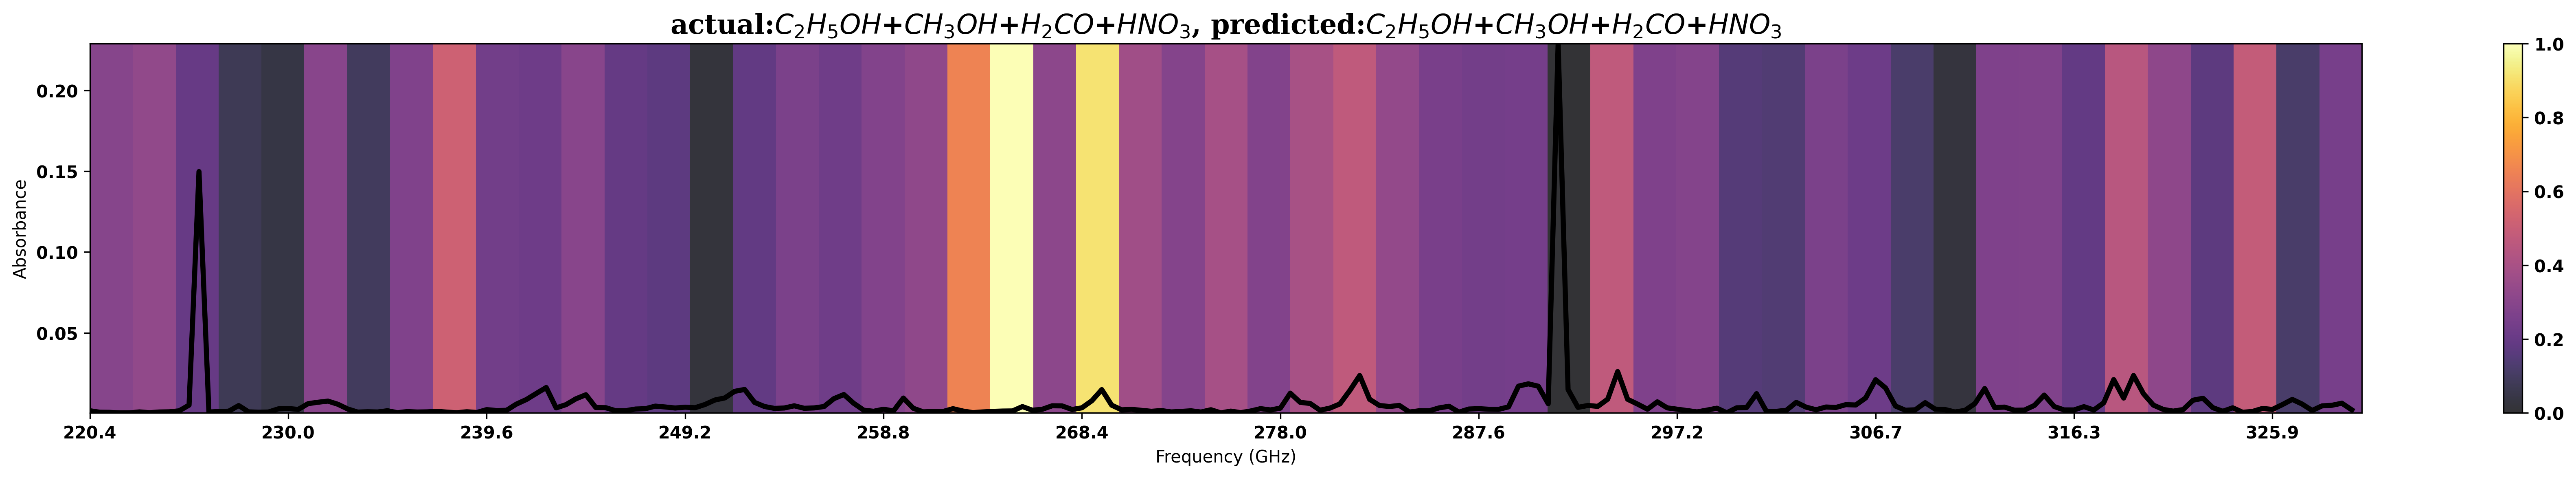 actual:C₂H₅OH+CH₃OH+H₂CO+HNO₃, predicted:C₂H₅OH+CH₃OH+H₂CO+HNO₃
Absorbance
0.20
0.15
0.10
0.05
220.4 230.0 239.6 249.2 258.8 268.4 278.0 287.6 297.2 306.7 316.3 325.9
Frequency (GHz)
1.0
0.8
0.6
0.4
0.2
0.0